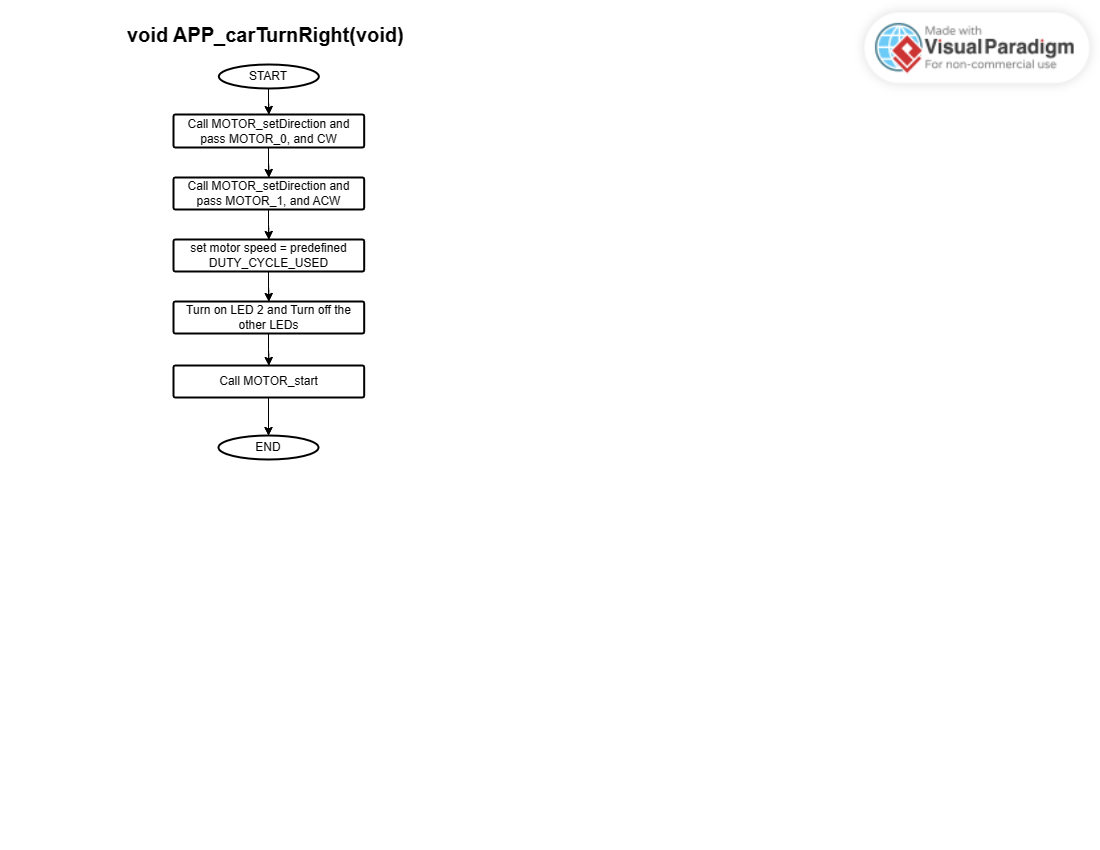 void APP_carTurnRight(void)
Made with
Visual Paradigm
For non-commercial use
START
Call MOTOR_setDirection and
pass MOTOR_0, and CW
Call MOTOR_setDirection and
pass MOTOR_1, and ACW
set motor speed = predefined
DUTY_CYCLE_USED
Turn on LED 2 and Turn off the
other LEDs
Call MOTOR_start
END